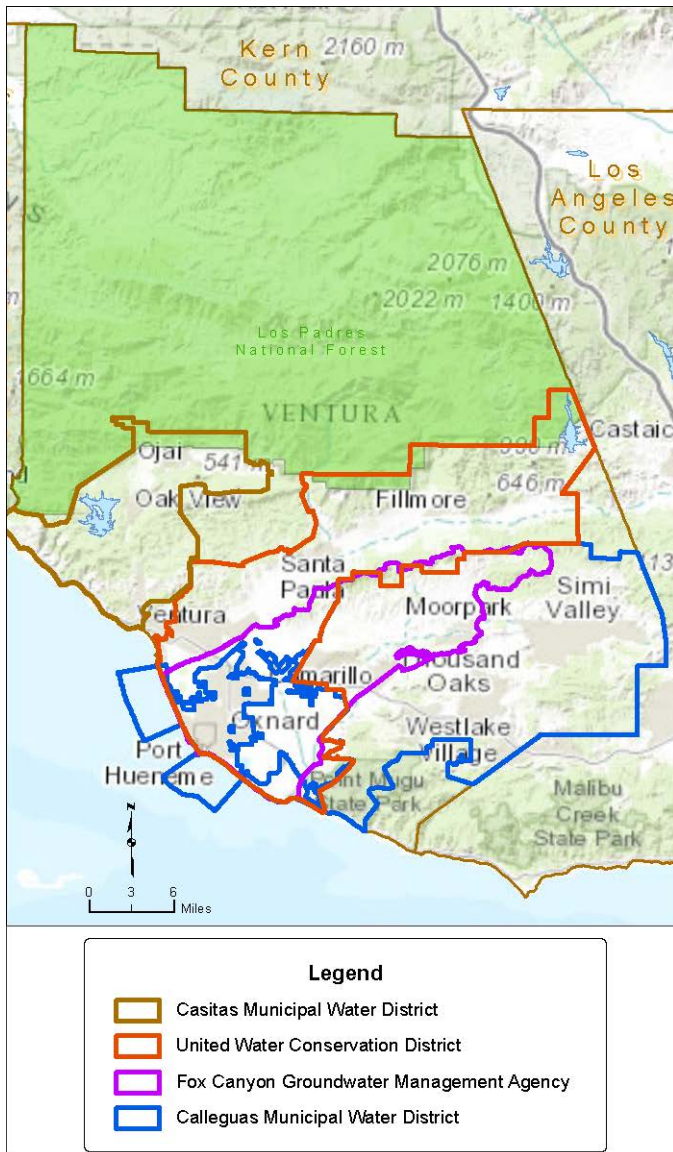 Kern
County
2160 m
Los
Angeles
County
2076 m
2022 m
1400 m
Los Padres
National Forest
1664 m
VENTURA
Castaic
Ojai
541 m
646 m
Oak View
Fillmore
Santa
Paula
Simi
Valley
Moorpark
Ventura
Thousand
Oaks
marillo
Oxnard
Westlake
Village
Port
Hueneme
Point Mugu
State Park
Malibu
Creek
State Park
N
0 3 6
Miles
Legend
Casitas Municipal Water District
United Water Conservation District
Fox Canyon Groundwater Management Agency
Calleguas Municipal Water District